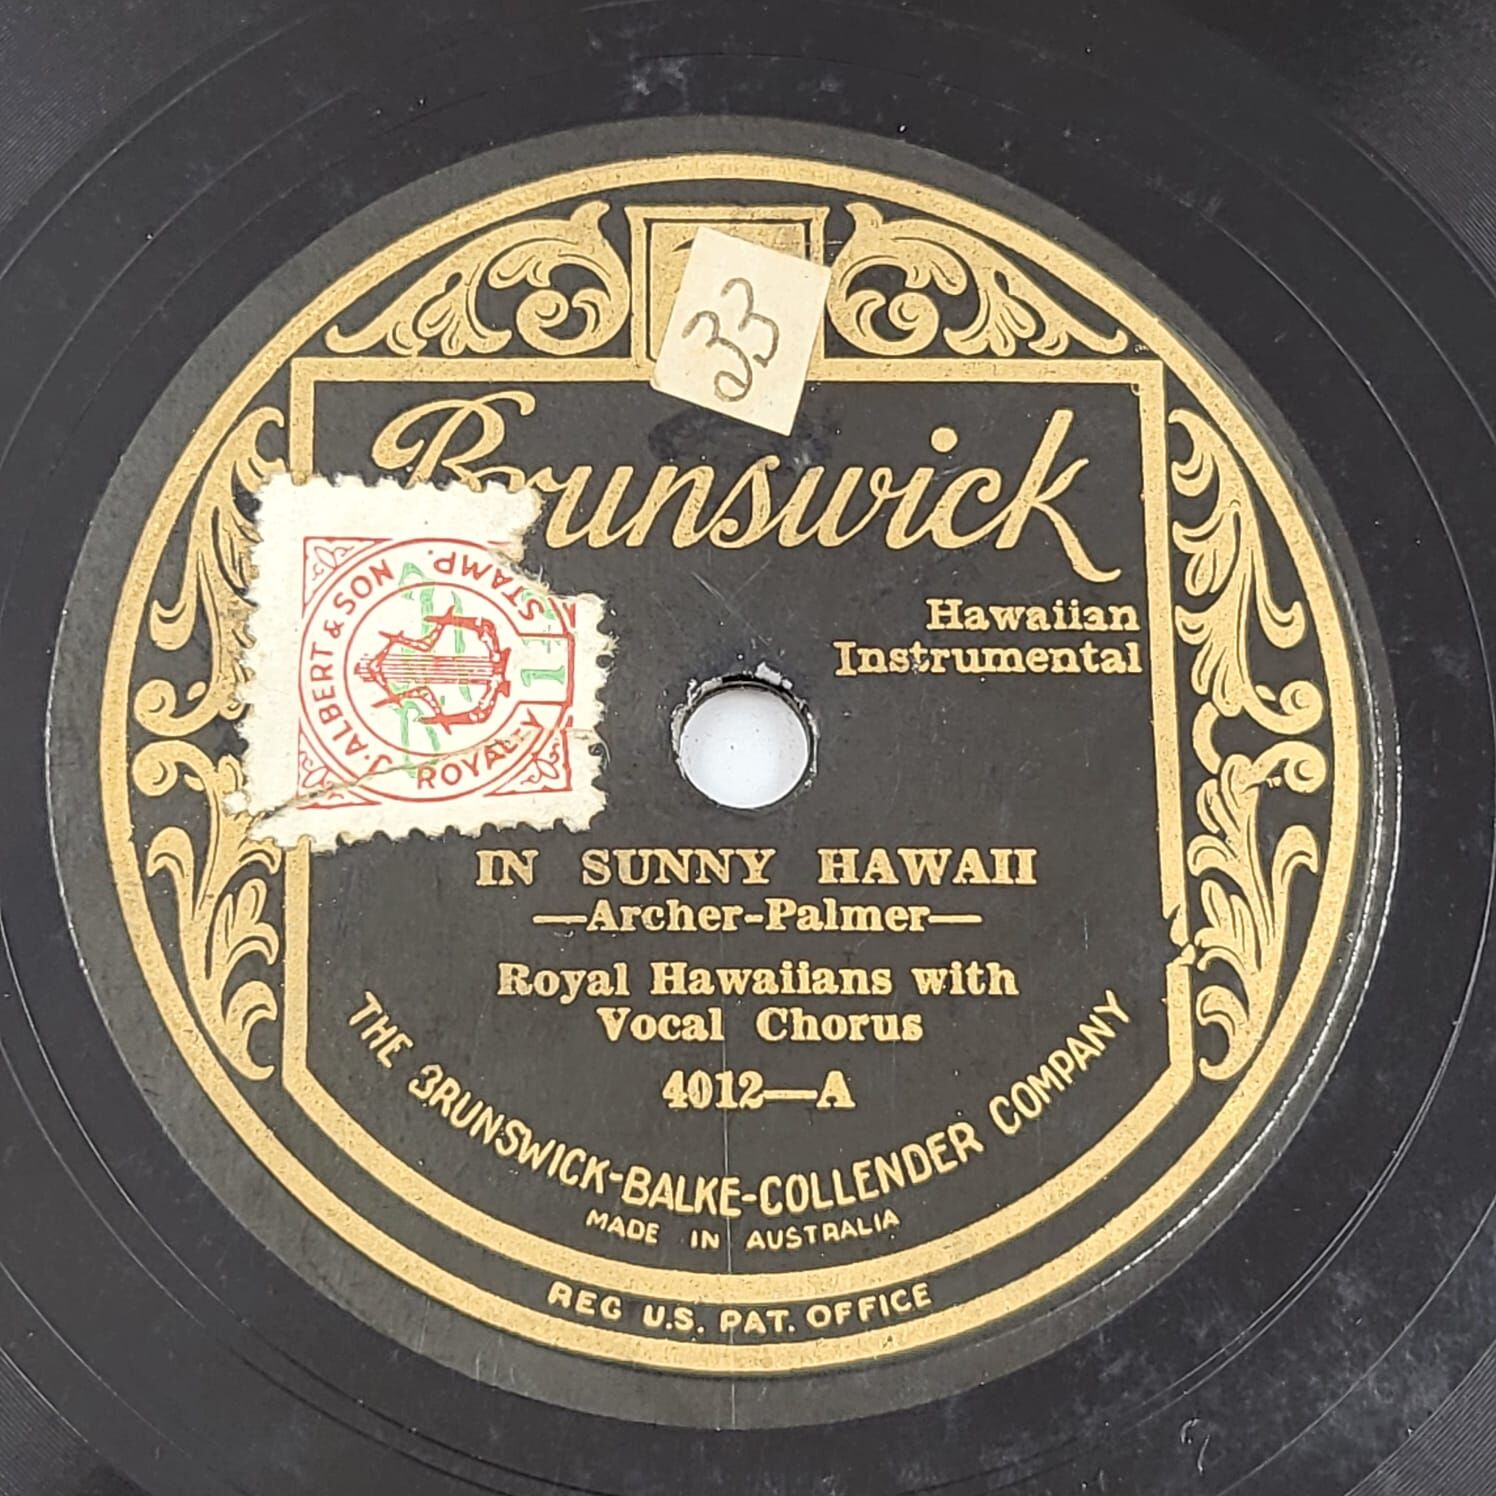 33
Brunswick
J. ALBERT & SON
ROYALTY STAMP.
Hawaiian
Instrumental
IN SUNNY HAWAII
—Archer-Palmer—
Royal Hawaiians with
Vocal Chorus
4012—A
THE BRUNSWICK-BALKE-COLLENDER COMPANY
MADE IN AUSTRALIA
REG U.S. PAT. OFFICE